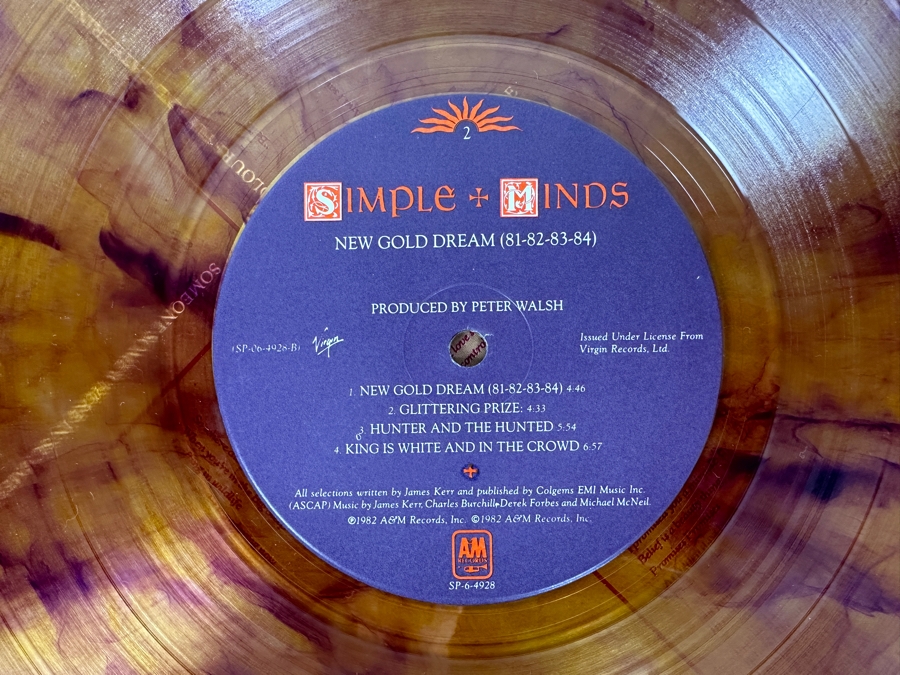 2
SIMPLE + MINDS
NEW GOLD DREAM (81-82-83-84)
PRODUCED BY PETER WALSH
(SP-06-4928-B)
Virgin
Issued Under License From
Virgin Records, Ltd.
1. NEW GOLD DREAM (81-82-83-84) 4:46
2. GLITTERING PRIZE: 4:33
3. HUNTER AND THE HUNTED 5:54
4. KING IS WHITE AND IN THE CROWD 6:57
All selections written by James Kerr and published by Colgems EMI Music Inc.
(ASCAP) Music by James Kerr, Charles Burchill, Derek Forbes and Michael McNeil.
℗1982 A&M Records, Inc. ©1982 A&M Records, Inc.
A&M
RECORDS
SP-6-4928
SOMEONE